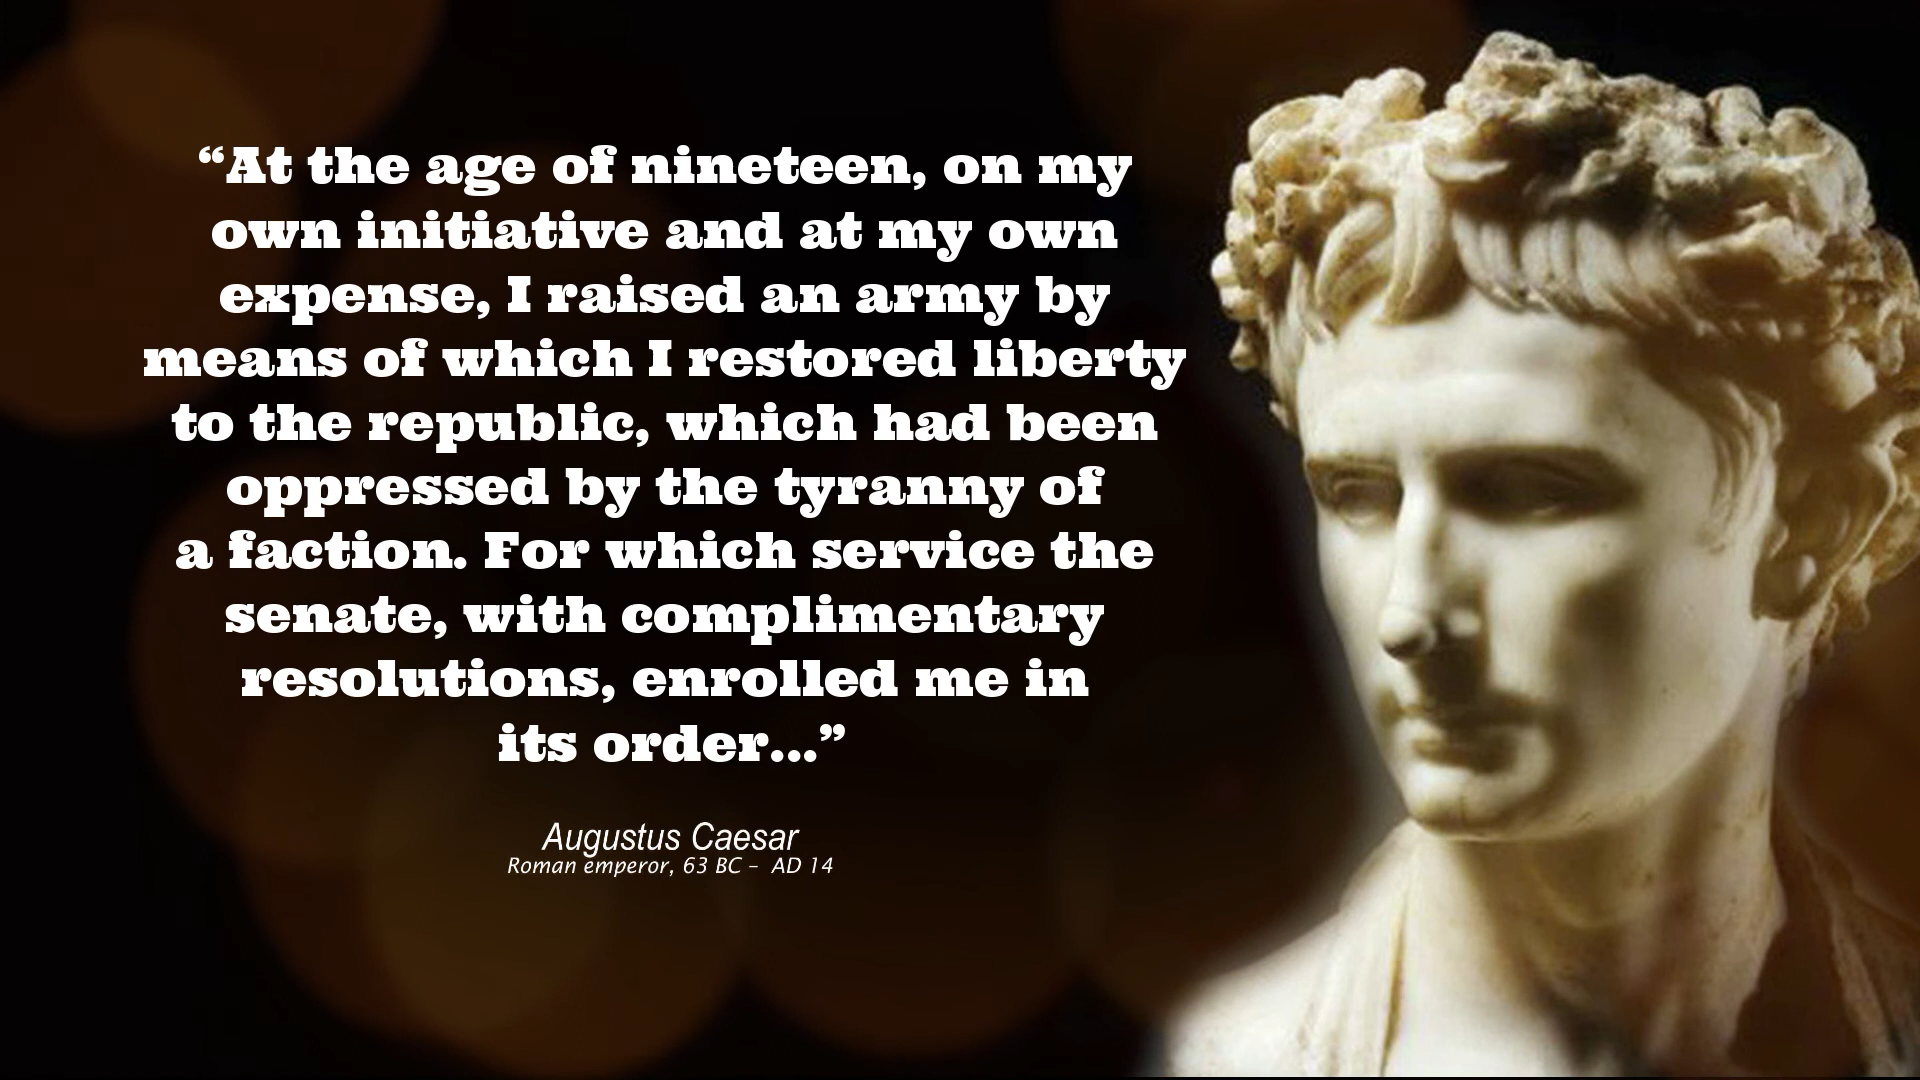 “At the age of nineteen, on my
own initiative and at my own
expense, I raised an army by
means of which I restored liberty
to the republic, which had been
oppressed by the tyranny of
a faction. For which service the
senate, with complimentary
resolutions, enrolled me in
its order...”
Augustus Caesar
Roman emperor, 63 BC – AD 14